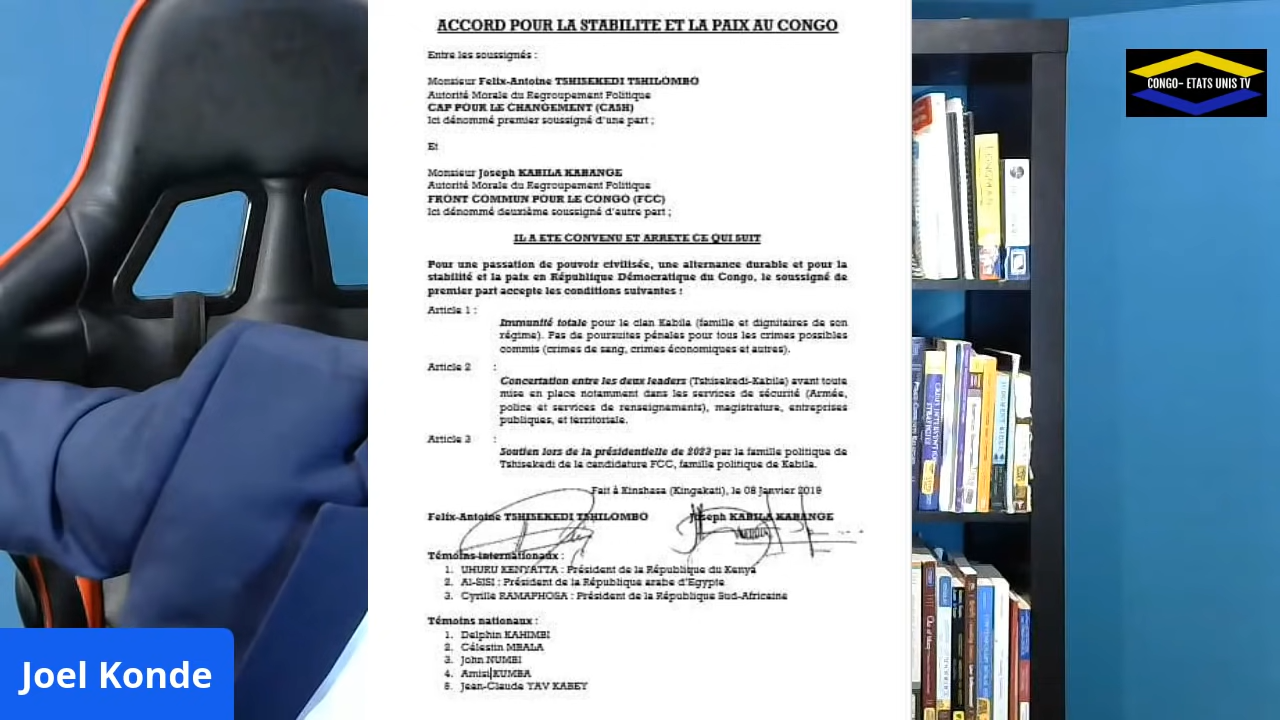 ACCORD POUR LA STABILITE ET LA PAIX AU CONGO
Entre les soussignés :
Monsieur Felix-Antoine TSHISEKEDI TSHILOMBO
Autorité Morale du Regroupement Politique
CAP POUR LE CHANGEMENT (CASH)
Ici dénommé premier soussigné d'une part ;
Et
Monsieur Joseph KABILA KABANGE
Autorité Morale du Regroupement Politique
FRONT COMMUN POUR LE CONGO (FCC)
Ici dénommé deuxième soussigné d'autre part ;
IL A ETE CONVENU ET ARRETE CE QUI SUIT
Pour une passation de pouvoir civilisée, une alternance durable et pour la
stabilité et la paix en République Démocratique du Congo, le soussigné de
premier part accepte les conditions suivantes :
Article 1 :
Immunité totale pour le clan Kabila (famille et dignitaires de son
régime). Pas de poursuites pénales pour tous les crimes possibles
commis (crimes de sang, crimes économiques et autres).
Article 2 :
Concertation entre les deux leaders (Tshisekedi-Kabila) avant toute
mise en place notamment dans les services de sécurité (Armée,
police et services de renseignements), magistrature, entreprises
publiques, et territoriale.
Article 3 :
Soutien lors de la présidentielle de 2023 par la famille politique de
Tshisekedi de la candidature FCC, famille politique de Kabila.
Fait à Kinshasa (Kingakati), le 08 Janvier 2019
Felix-Antoine TSHISEKEDI TSHILOMBO Joseph KABILA KABANGE
Témoins internationaux :
1. UHURU KENYATTA : Président de la République du Kenya
2. Al-SISI : Président de la République arabe d'Egypte
3. Cyrille RAMAPHOSA : Président de la République Sud-Africaine
Témoins nationaux :
1. Delphin KAHIMBI
2. Célestin MBALA
3. John NUMBI
4. Amisi KUMBA
5. Jean-Claude YAV KABEY
CONGO- ETATS UNIS TV
LONGMAN
Joel Konde